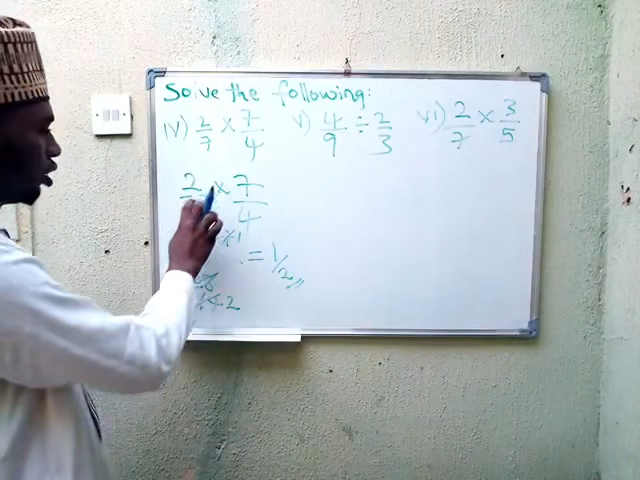 Solve the following:
iv) 2/7 × 7/4 v) 4/9 ÷ 2/3 vi) 2/7 × 3/5
2 × 7/4
= 1/2